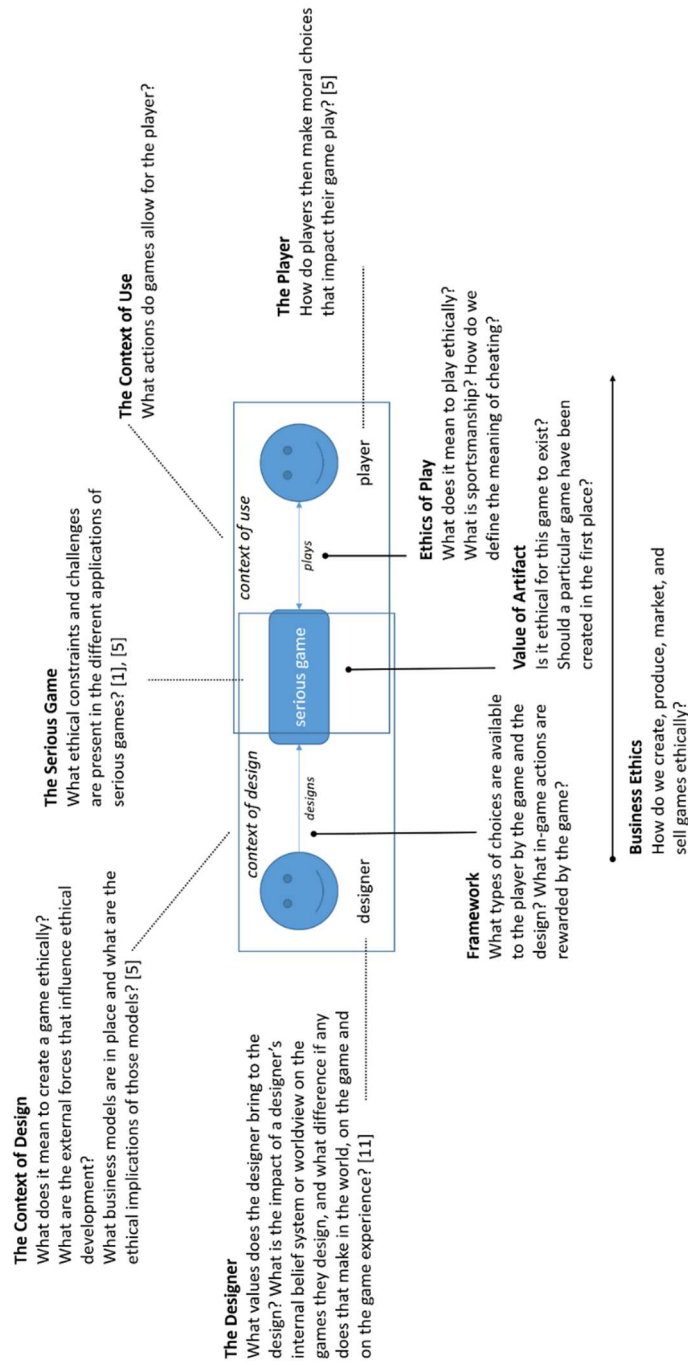 The Context of Design
What does it mean to create a game ethically?
What are the external forces that influence ethical
development?
What business models are in place and what are the
ethical implications of those models? [5]
The Serious Game
What ethical constraints and challenges
are present in the different applications of
serious games? [1], [5]
The Context of Use
What actions do games allow for the player?
The Designer
What values does the designer bring to the
design? What is the impact of a designer's
internal belief system or worldview on the
games they design, and what difference if any
does that make in the world, on the game and
on the game experience? [11]
context of design
designer
designs
serious game
context of use
plays
player
The Player
How do players then make moral choices
that impact their game play? [5]
Framework
What types of choices are available
to the player by the game and the
design? What in-game actions are
rewarded by the game?
Value of Artifact
Is it ethical for this game to exist?
Should a particular game have been
created in the first place?
Ethics of Play
What does it mean to play ethically?
What is sportsmanship? How do we
define the meaning of cheating?
Business Ethics
How do we create, produce, market, and
sell games ethically?